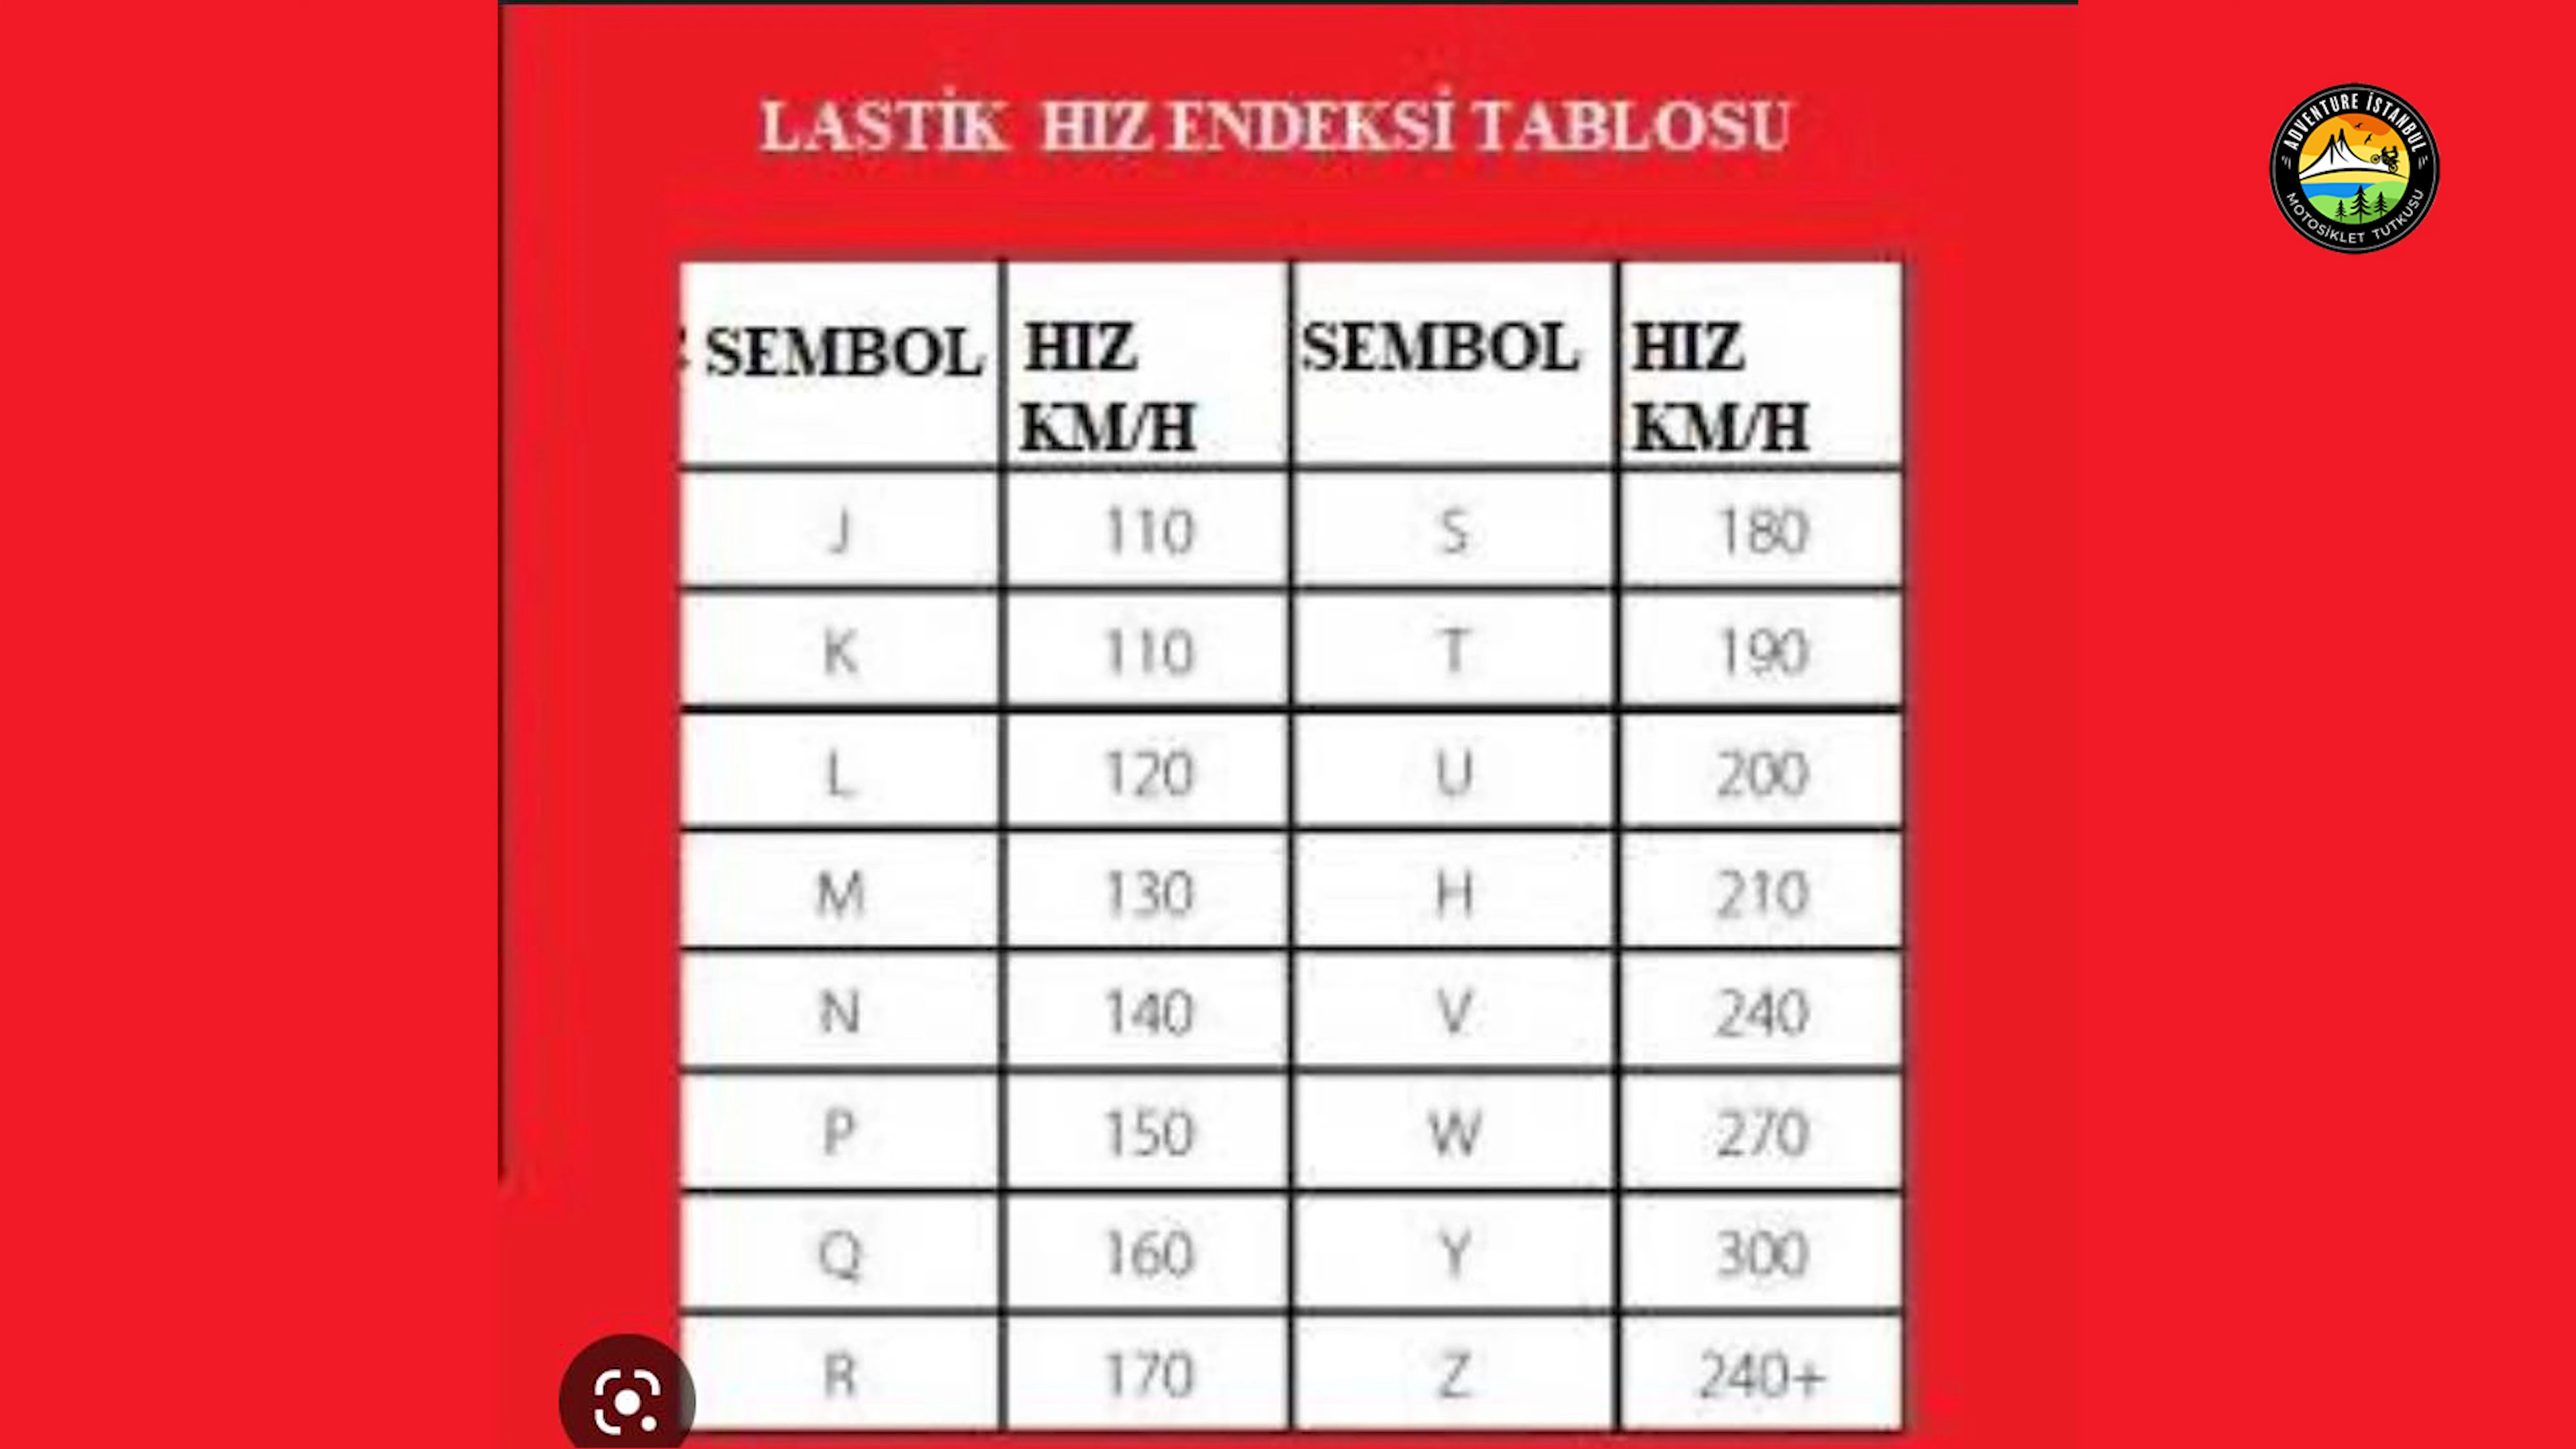 LASTİK HIZ ENDEKSİ TABLOSU
ADVENTURE İSTANBUL
MOTOSİKLET TUTKUSU
SEMBOL HIZ KM/H SEMBOL HIZ KM/H
J 110 S 180
K 110 T 190
L 120 U 200
M 130 H 210
N 140 V 240
P 150 W 270
Q 160 Y 300
R 170 Z 240+